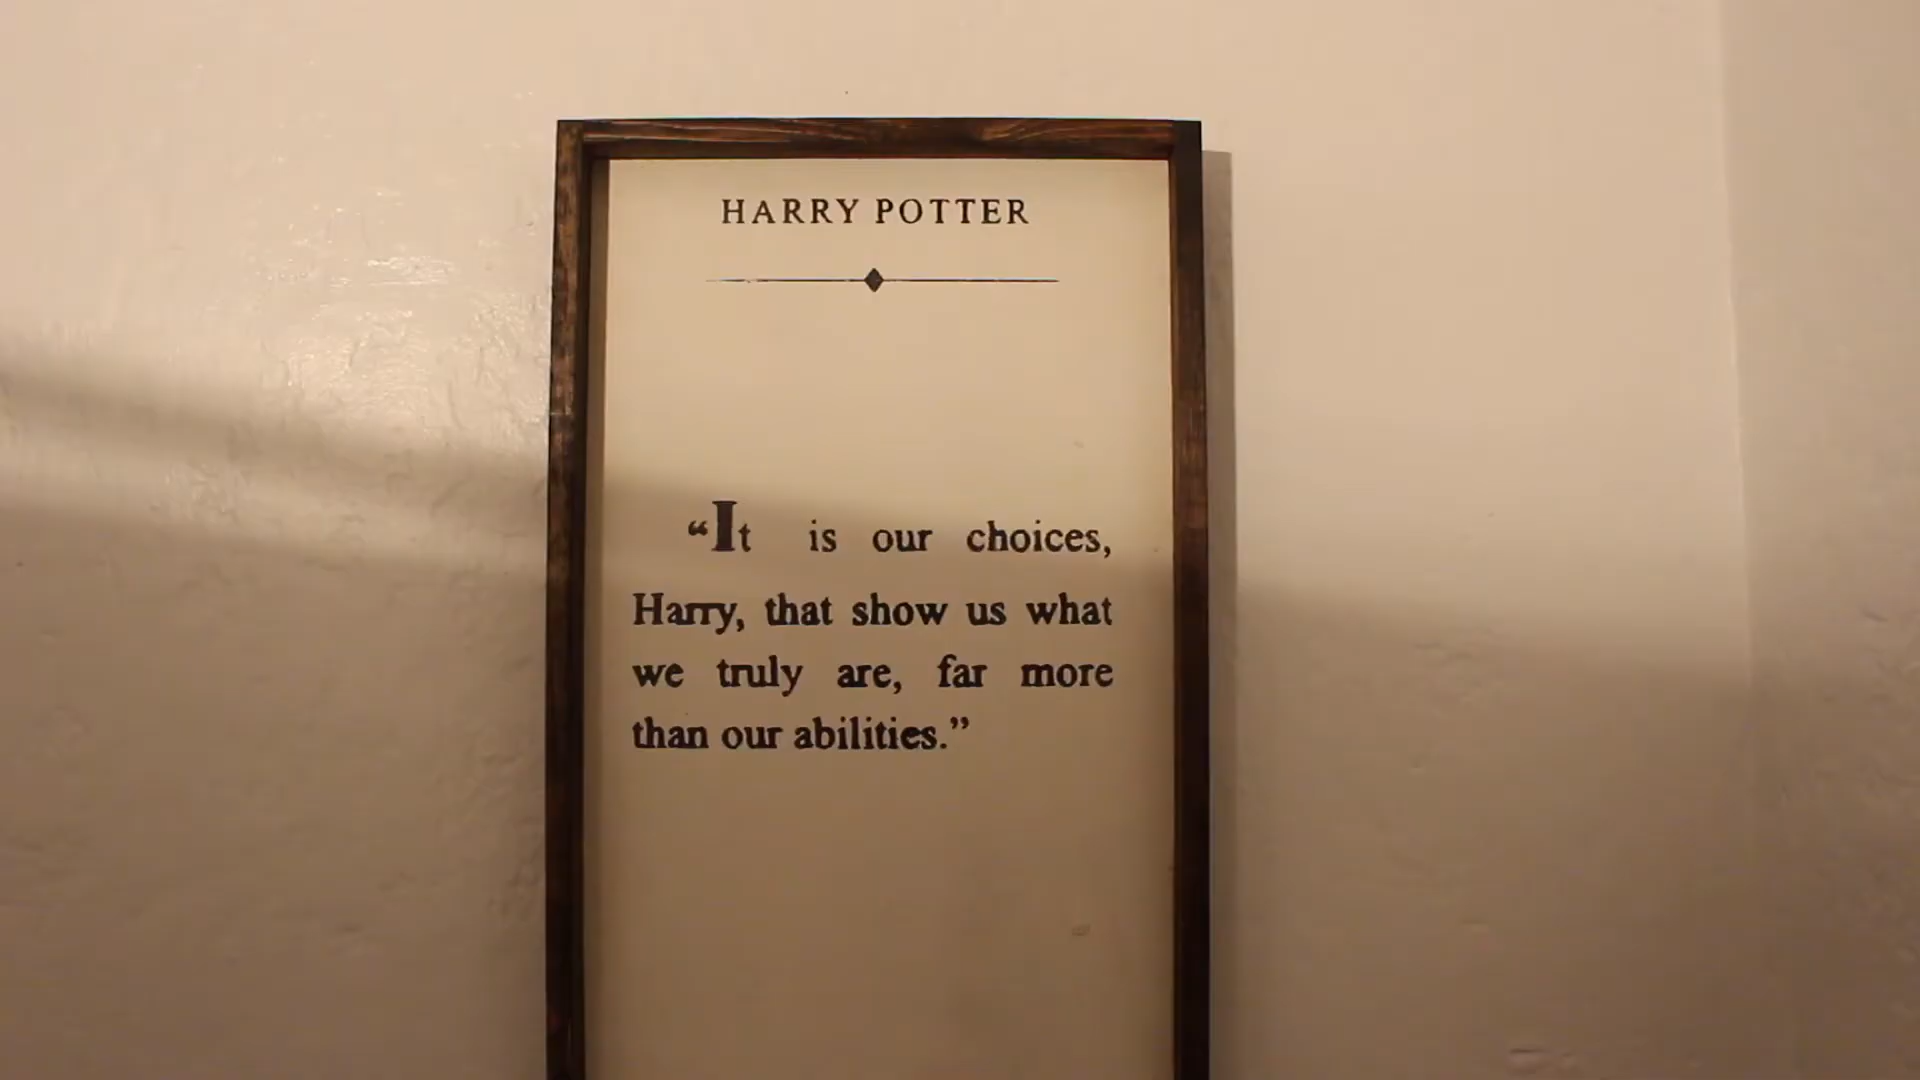 HARRY POTTER
“It is our choices,
Harry, that show us what
we truly are, far more
than our abilities.”